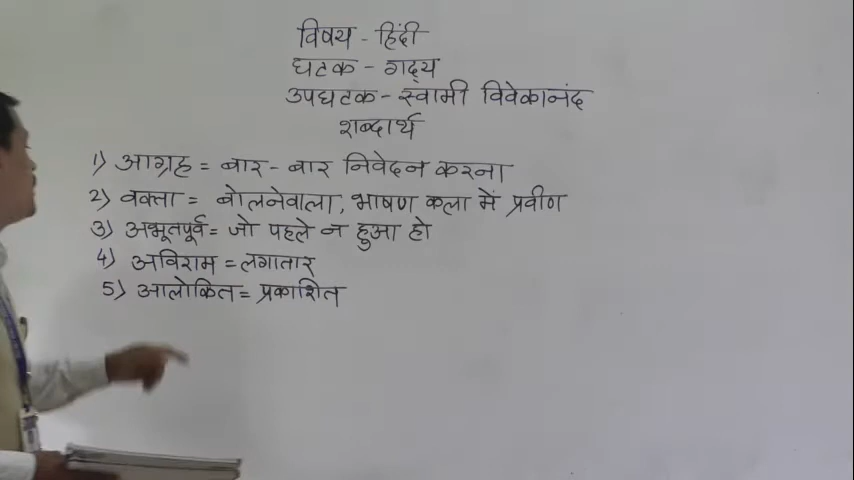 विषय - हिंदी
घटक - गद्य
उपघटक - स्वामी विवेकानंद
शब्दार्थ
1) आग्रह = बार - बार निवेदन करना
2) वक्ता = बोलनेवाला, भाषण कला में प्रवीण
3) अभूतपूर्व = जो पहले न हुआ हो
4) अविराम = लगातार
5) आलोकित = प्रकाशित